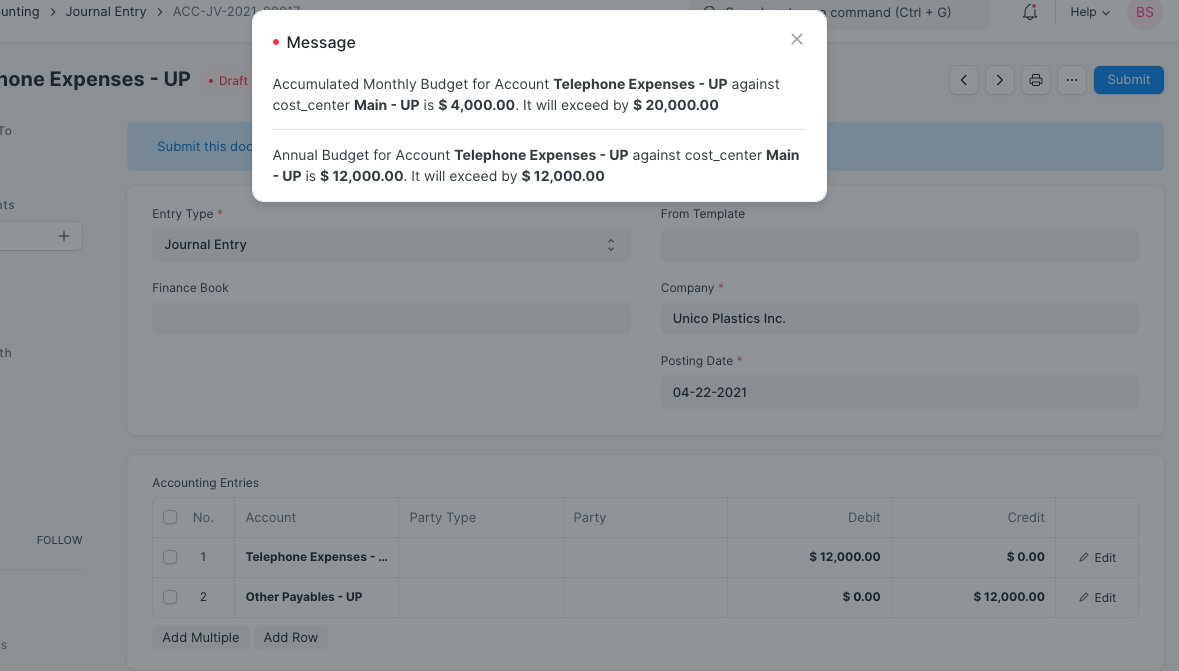 unting > Journal Entry > ACC-JV-2021-00017
command (Ctrl + G)
Help
BS
Message
Accumulated Monthly Budget for Account Telephone Expenses - UP against
cost_center Main - UP is $ 4,000.00. It will exceed by $ 20,000.00
Annual Budget for Account Telephone Expenses - UP against cost_center Main
- UP is $ 12,000.00. It will exceed by $ 12,000.00
hone Expenses - UP
Draft
Submit
To
Submit this doc
nts
Entry Type *
From Template
Journal Entry
Finance Book
Company *
Unico Plastics Inc.
th
Posting Date *
04-22-2021
Accounting Entries
No. Account Party Type Party Debit Credit
FOLLOW
1 Telephone Expenses - ... $ 12,000.00 $ 0.00 Edit
2 Other Payables - UP $ 0.00 $ 12,000.00 Edit
Add Multiple Add Row
s